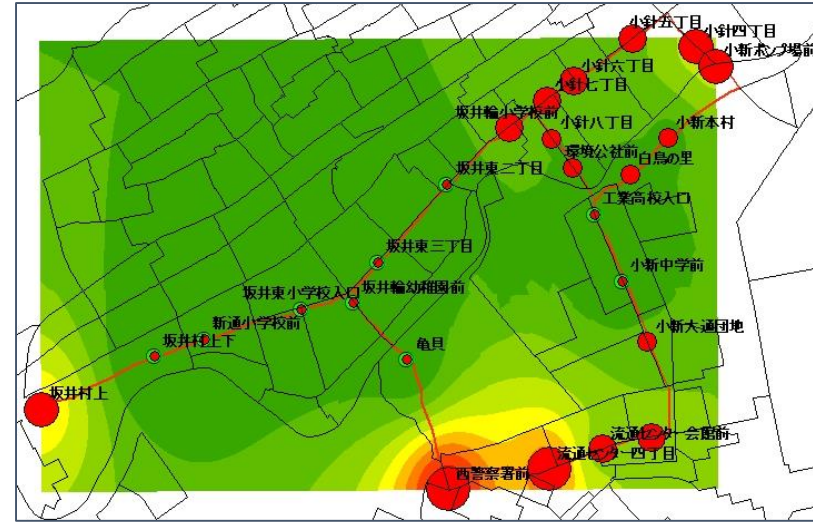 小針五丁目
小針四丁目
小新ポンプ場前
小針六丁目
小針七丁目
坂井輪小学校前
小針八丁目
小新本村
環境公社前
白鳥の里
坂井東二丁目
工業高校入口
坂井東三丁目
小新中学前
坂井東小学校入口
坂井輪幼稚園前
新通小学校前
小新大通団地
坂井村上下
亀貝
坂井村上
流通センター会館前
流通センター四丁目
西警察署前